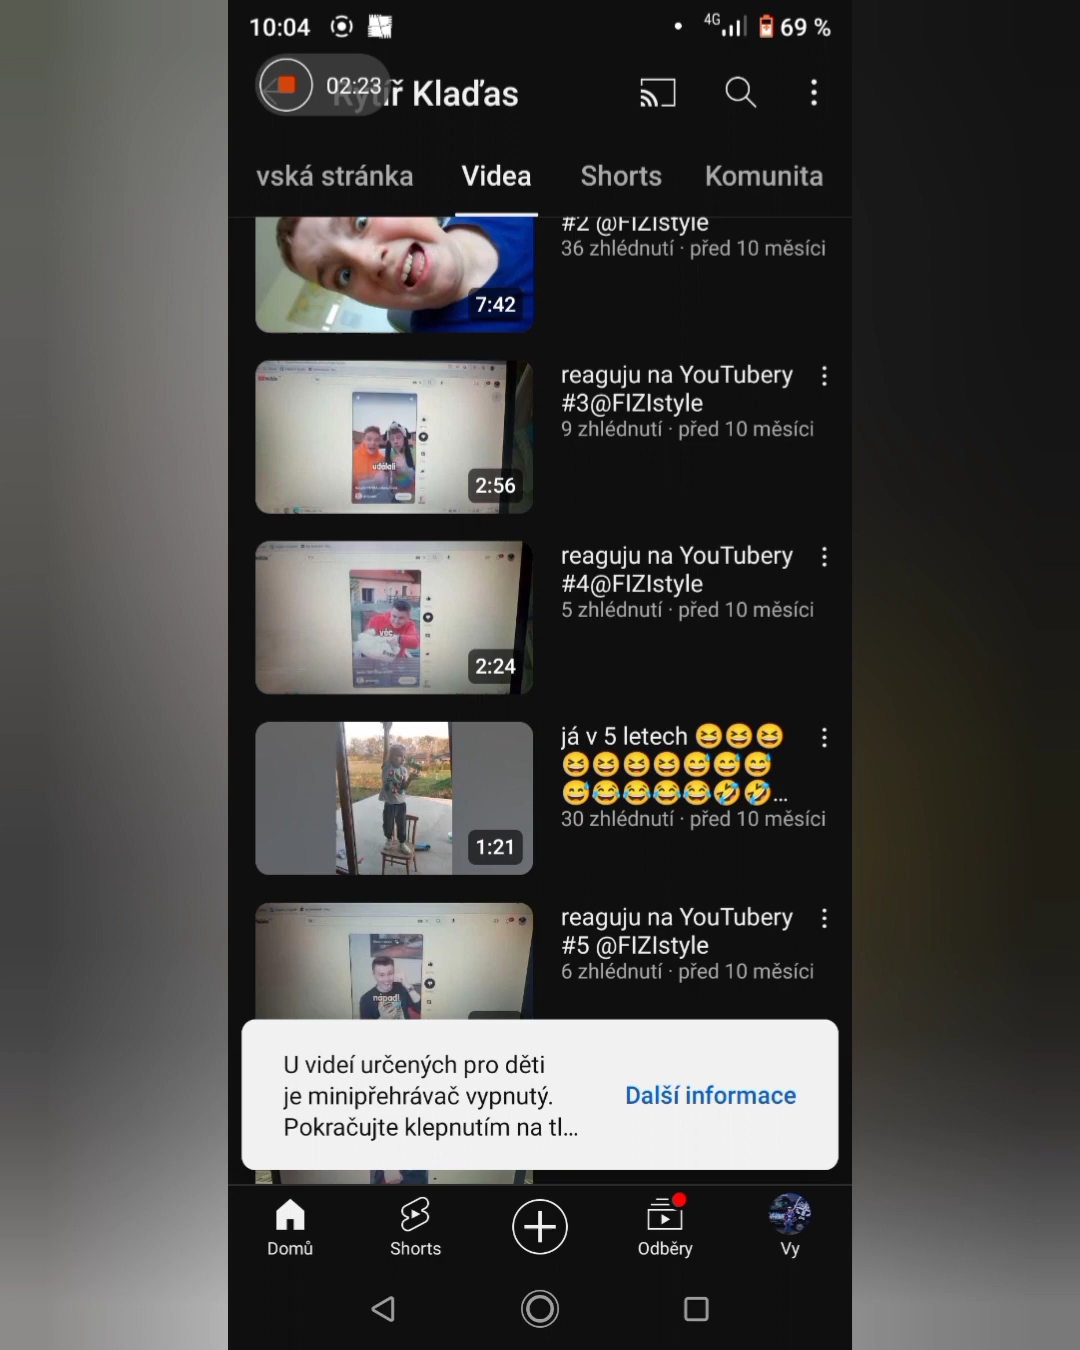 10:04
4G
69 %
02:23
Rytíř Klaďas
vská stránka
Videa
Shorts
Komunita
#2 @FIZIstyle
36 zhlédnutí · před 10 měsíci
7:42
reaguju na YouTubery
#3@FIZIstyle
9 zhlédnutí · před 10 měsíci
udělali
2:56
reaguju na YouTubery
#4@FIZIstyle
5 zhlédnutí · před 10 měsíci
věc
2:24
já v 5 letech 😆😆😆
😆😆😆😆😅😅😅
😅😂😂😂😂🤣🤣...
30 zhlédnutí · před 10 měsíci
1:21
reaguju na YouTubery
#5 @FIZIstyle
6 zhlédnutí · před 10 měsíci
nápad!
U videí určených pro děti
je minipřehrávač vypnutý.
Pokračujte klepnutím na tl...
Další informace
Domů
Shorts
Odběry
Vy